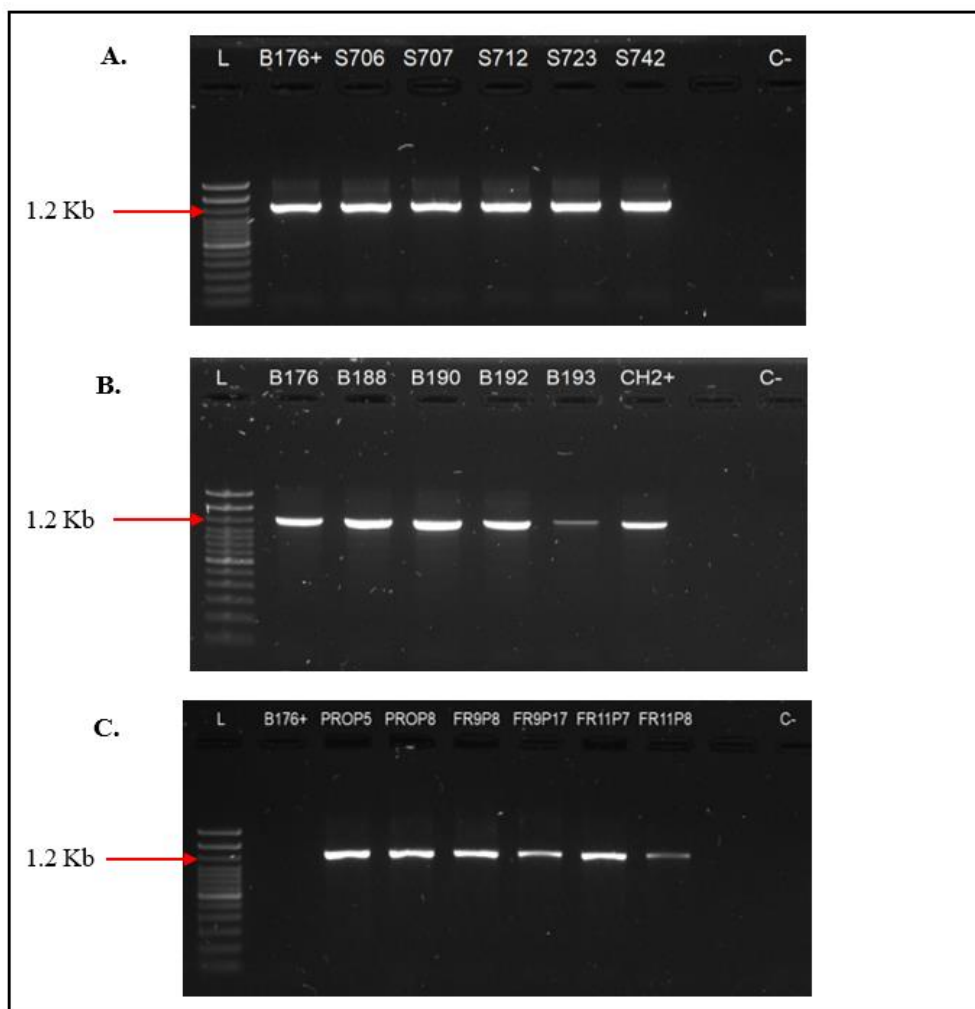 A.
L B176+ S706 S707 S712 S723 S742 C-
1.2 Kb
B.
L B176 B188 B190 B192 B193 CH2+ C-
1.2 Kb
C.
L B176+ PROP5 PROP8 FR9P8 FR9P17 FR11P7 FR11P8 C-
1.2 Kb